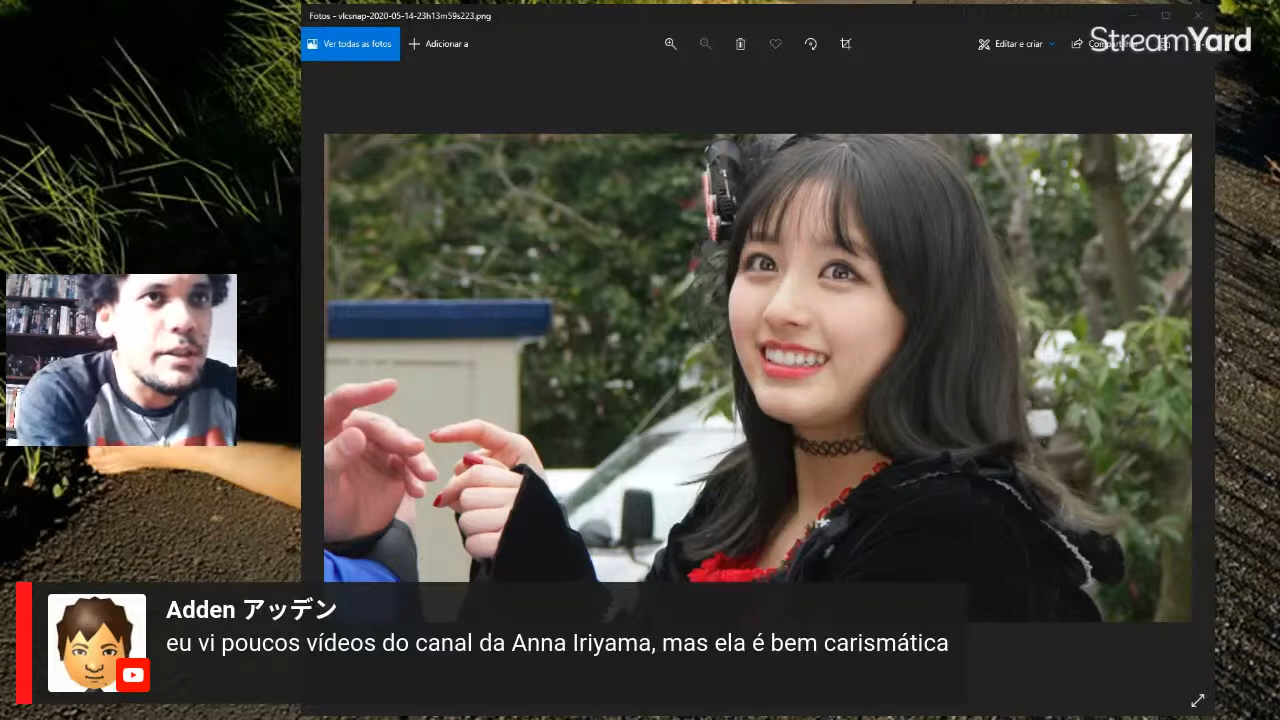 Fotos - vlcsnap-2020-05-14-23h13m59s223.png
Ver todas as fotos
Adicionar a
Editar e criar
StreamYard
Adden アッデン
eu vi poucos vídeos do canal da Anna Iriyama, mas ela é bem carismática